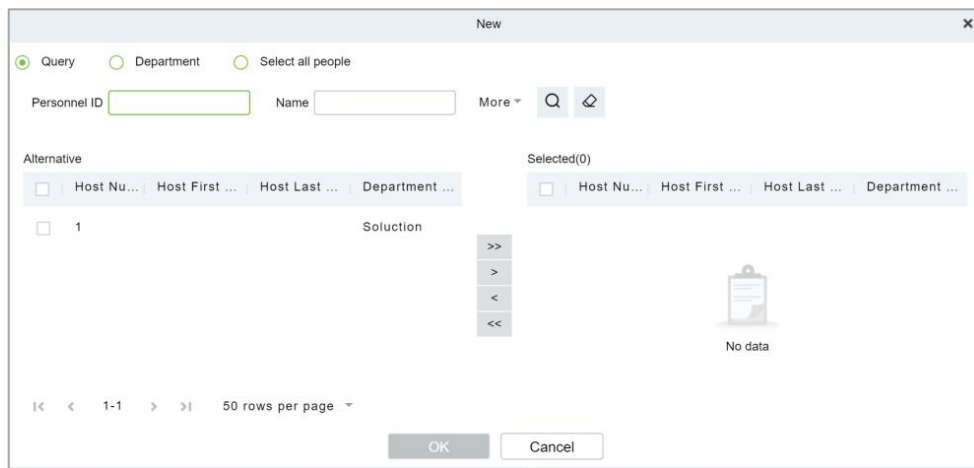 New
Query Department Select all people
Personnel ID Name More
Alternative Selected(0)
Host Nu... Host First ... Host Last ... Department ... Host Nu... Host First ... Host Last ... Department ...
1 Soluction
>>
>
<
<<
No data
1-1 50 rows per page
OK Cancel